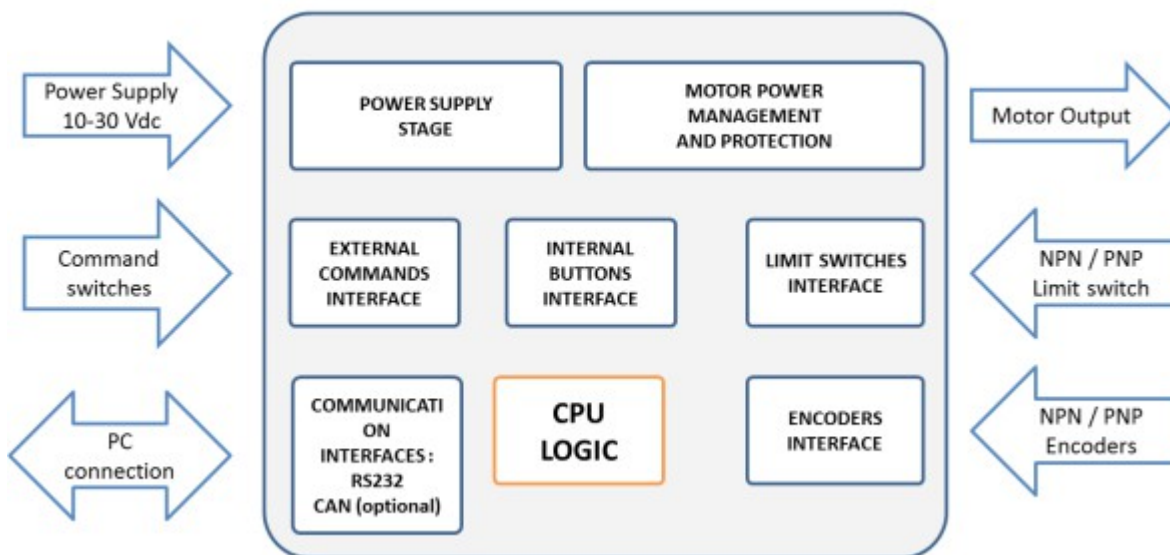 Power Supply
10-30 Vdc
POWER SUPPLY
STAGE
MOTOR POWER
MANAGEMENT
AND PROTECTION
Motor Output
Command
switches
EXTERNAL
COMMANDS
INTERFACE
INTERNAL
BUTTONS
INTERFACE
LIMIT SWITCHES
INTERFACE
NPN / PNP
Limit switch
PC
connection
COMMUNICATI
ON
INTERFACES :
RS232
CAN (optional)
CPU
LOGIC
ENCODERS
INTERFACE
NPN / PNP
Encoders